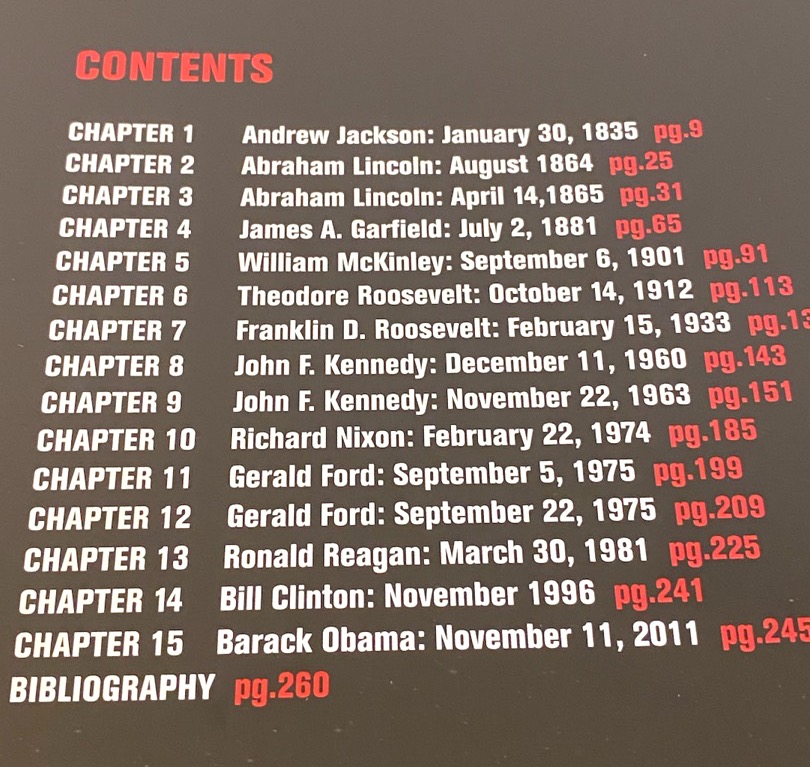 CONTENTS
CHAPTER 1 Andrew Jackson: January 30, 1835 pg.9
CHAPTER 2 Abraham Lincoln: August 1864 pg.25
CHAPTER 3 Abraham Lincoln: April 14,1865 pg.31
CHAPTER 4 James A. Garfield: July 2, 1881 pg.65
CHAPTER 5 William McKinley: September 6, 1901 pg.91
CHAPTER 6 Theodore Roosevelt: October 14, 1912 pg.113
CHAPTER 7 Franklin D. Roosevelt: February 15, 1933
CHAPTER 8 John F. Kennedy: December 11, 1960 pg.143
CHAPTER 9 John F. Kennedy: November 22, 1963 pg.151
CHAPTER 10 Richard Nixon: February 22, 1974 pg.185
CHAPTER 11 Gerald Ford: September 5, 1975 pg.199
CHAPTER 12 Gerald Ford: September 22, 1975 pg.209
CHAPTER 13 Ronald Reagan: March 30, 1981 pg.225
CHAPTER 14 Bill Clinton: November 1996 pg.241
CHAPTER 15 Barack Obama: November 11, 2011 pg.245
BIBLIOGRAPHY pg.260